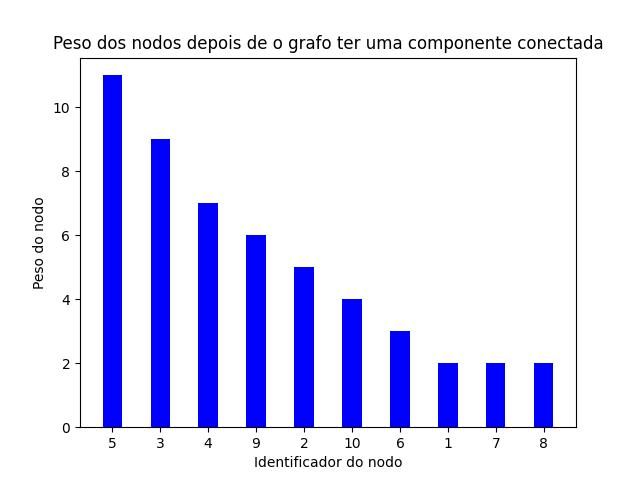 Peso dos nodos depois de o grafo ter uma componente conectada
Peso do nodo
10
8
6
4
2
0
5 3 4 9 2 10 6 1 7 8
Identificador do nodo